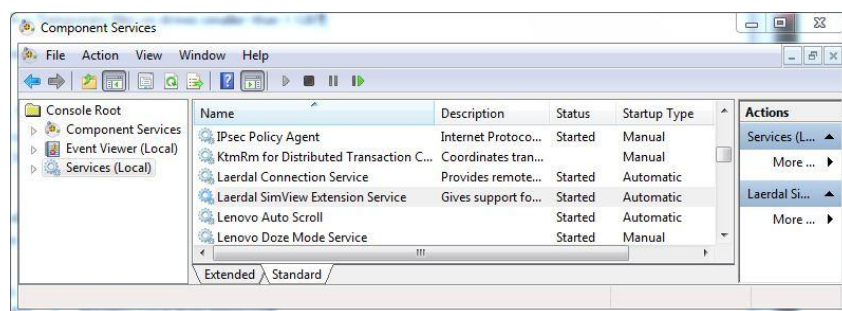 Component Services
File Action View Window Help
Console Root
Component Services
Event Viewer (Local)
Services (Local)
Name Description Status Startup Type
IPsec Policy Agent Internet Protoco... Started Manual
KtmRm for Distributed Transaction C... Coordinates tran... Manual
Laerdal Connection Service Provides remote... Started Automatic
Laerdal SimView Extension Service Gives support fo... Started Automatic
Lenovo Auto Scroll Started Automatic
Lenovo Doze Mode Service Started Manual
Extended Standard
Actions
Services (L...
More ...
Laerdal Si...
More ...